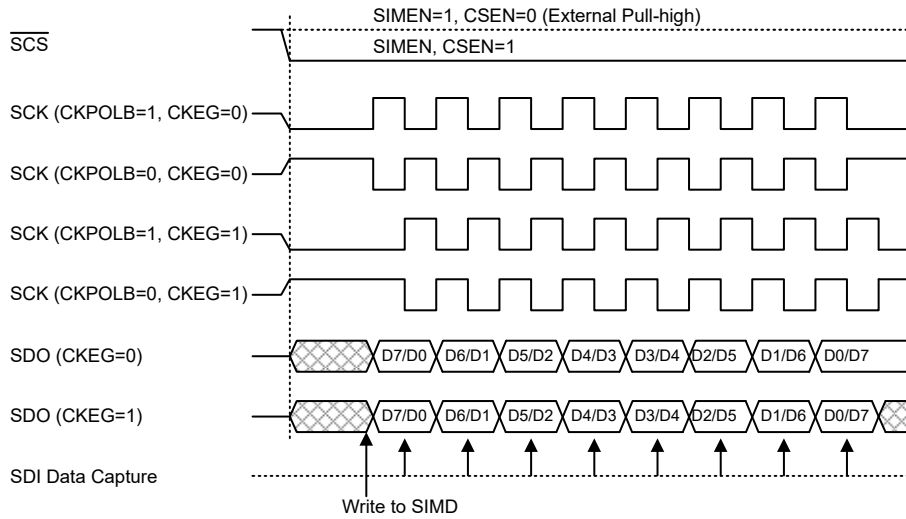 SIMEN=1, CSEN=0 (External Pull-high)
SCS
SIMEN, CSEN=1
SCK (CKPOLB=1, CKEG=0)
SCK (CKPOLB=0, CKEG=0)
SCK (CKPOLB=1, CKEG=1)
SCK (CKPOLB=0, CKEG=1)
SDO (CKEG=0) D7/D0 D6/D1 D5/D2 D4/D3 D3/D4 D2/D5 D1/D6 D0/D7
SDO (CKEG=1) D7/D0 D6/D1 D5/D2 D4/D3 D3/D4 D2/D5 D1/D6 D0/D7
SDI Data Capture
Write to SIMD